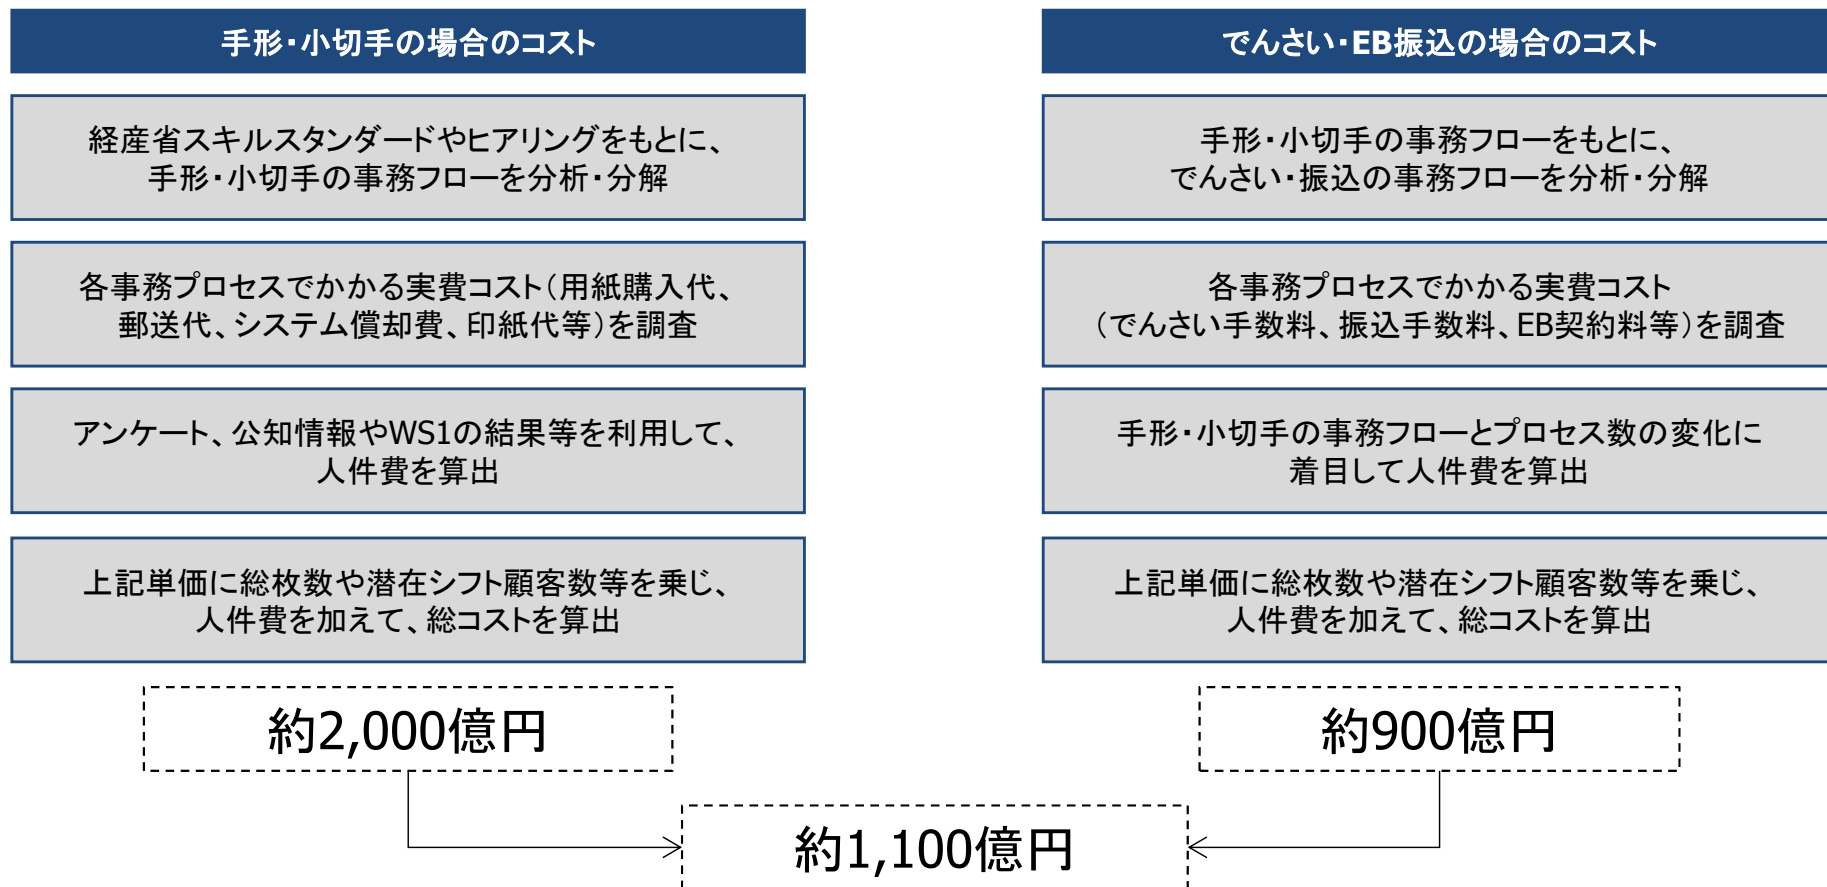 手形・小切手の場合のコスト
経産省スキルスタンダードやヒアリングをもとに、
手形・小切手の事務フローを分析・分解
各事務プロセスでかかる実費コスト（用紙購入代、
郵送代、システム償却費、印紙代等）を調査
アンケート、公知情報やWS1の結果等を利用して、
人件費を算出
上記単価に総枚数や潜在シフト顧客数等を乗じ、
人件費を加えて、総コストを算出
約2,000億円
でんさい・EB振込の場合のコスト
手形・小切手の事務フローをもとに、
でんさい・振込の事務フローを分析・分解
各事務プロセスでかかる実費コスト
（でんさい手数料、振込手数料、EB契約料等）を調査
手形・小切手の事務フローとプロセス数の変化に
着目して人件費を算出
上記単価に総枚数や潜在シフト顧客数等を乗じ、
人件費を加えて、総コストを算出
約900億円
約1,100億円